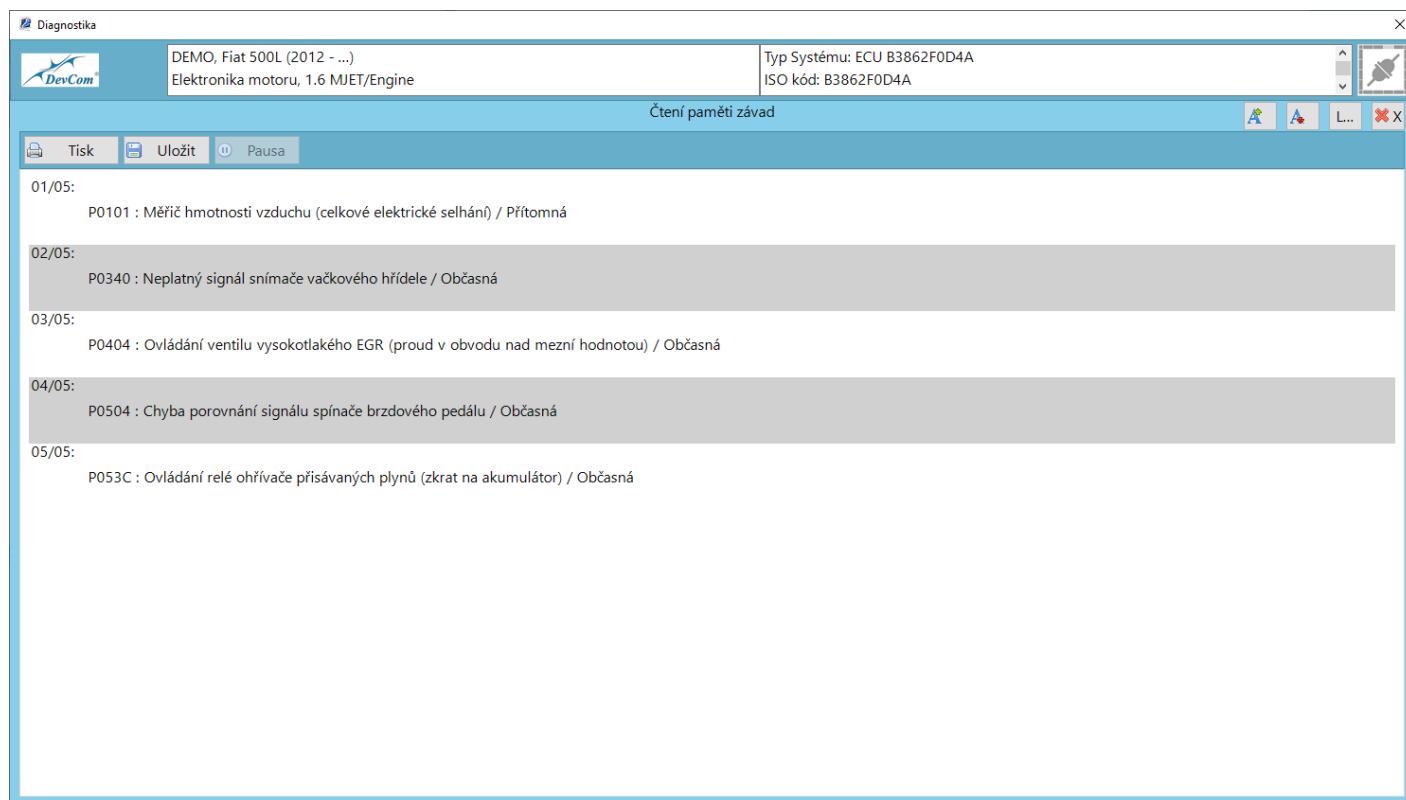 Diagnostika
DevCom
DEMO, Fiat 500L (2012 - ...)
Elektronika motoru, 1.6 MJET/Engine
Typ Systému: ECU B3862F0D4A
ISO kód: B3862F0D4A
Čtení paměti závad
A A L... X
Tisk Uložit Pausa
01/05:
P0101 : Měřič hmotnosti vzduchu (celkové elektrické selhání) / Přítomná
02/05:
P0340 : Neplatný signál snímače vačkového hřídele / Občasná
03/05:
P0404 : Ovládání ventilu vysokotlakého EGR (proud v obvodu nad mezní hodnotou) / Občasná
04/05:
P0504 : Chyba porovnání signálu spínače brzdového pedálu / Občasná
05/05:
P053C : Ovládání relé ohřívače přisávaných plynů (zkrat na akumulátor) / Občasná